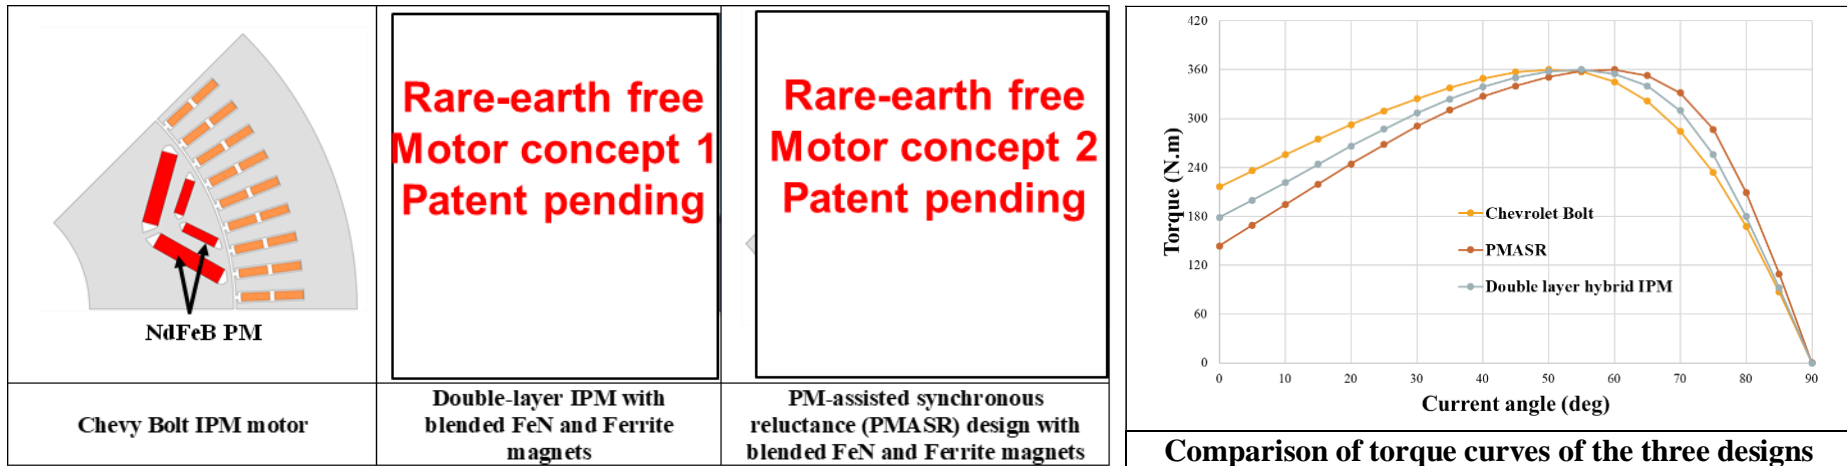 NdFeB PM
Chevy Bolt IPM motor
Rare-earth free
Motor concept 1
Patent pending
Double-layer IPM with
blended FeN and Ferrite
magnets
Rare-earth free
Motor concept 2
Patent pending
PM-assisted synchronous
reluctance (PMASR) design with
blended FeN and Ferrite magnets
Torque (N.m)
420
360
300
240
180
120
60
0
Chevrolet Bolt
PMASR
Double layer hybrid IPM
0 10 20 30 40 50 60 70 80 90
Current angle (deg)
Comparison of torque curves of the three designs